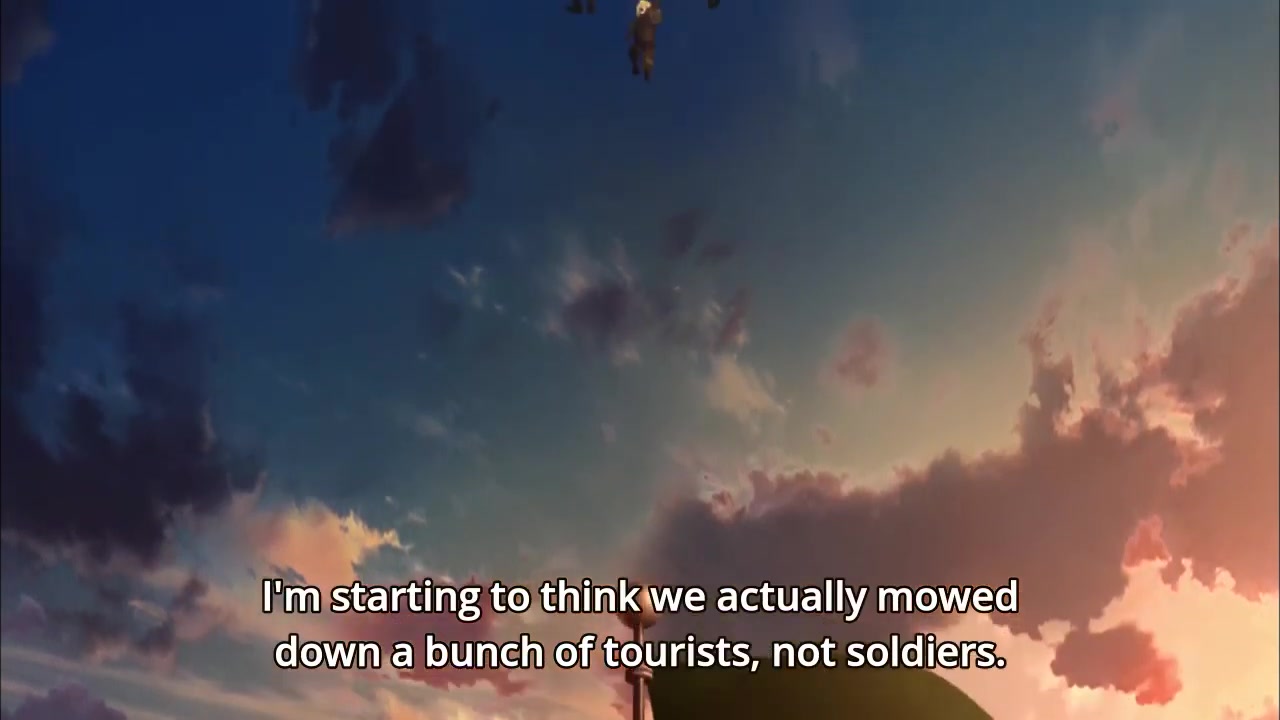 I'm starting to think we actually mowed
down a bunch of tourists, not soldiers.